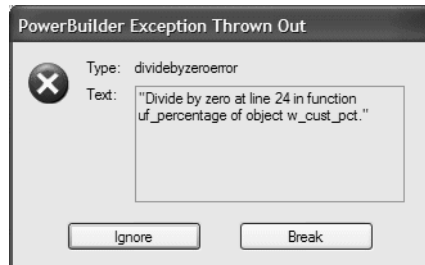 PowerBuilder Exception Thrown Out
Type: dividebyzeroerror
Text: "Divide by zero at line 24 in function
uf_percentage of object w_cust_pct."
Ignore Break